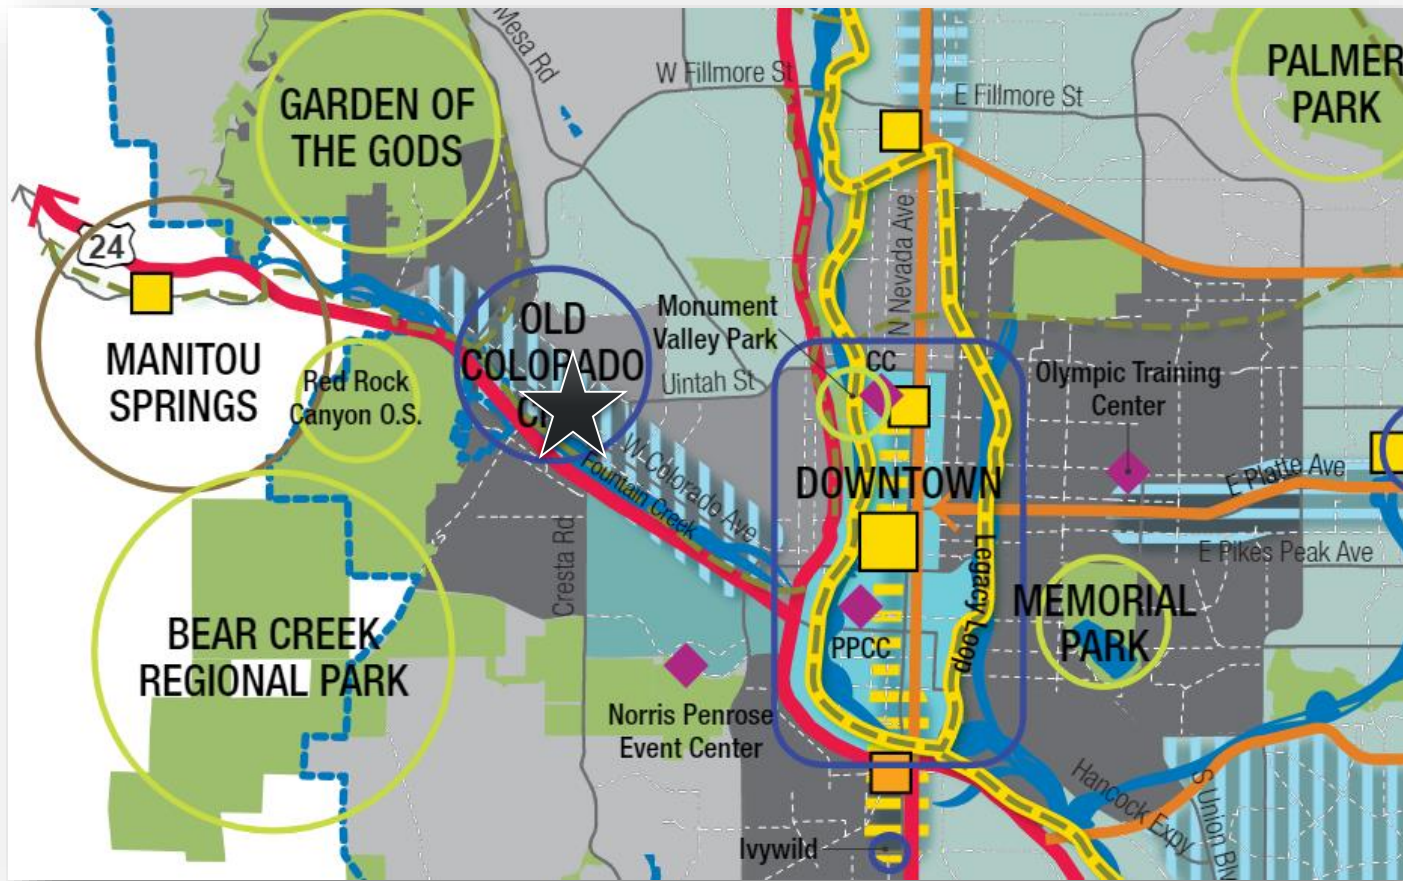 Mesa Rd
W Fillmore St
E Fillmore St
PALMER
PARK
GARDEN OF
THE GODS
24
N Nevada Ave
Monument
Valley Park
OLD
COLORADO
MANITOU
SPRINGS
Red Rock
Canyon O.S.
Uintah St
CC
Olympic Training
Center
W Colorado Ave
Fountain Creek
DOWNTOWN
E Platte Ave
E Pikes Peak Ave
Cresta Rd
Legacy Loop
MEMORIAL
PARK
BEAR CREEK
REGIONAL PARK
PPCC
Norris Penrose
Event Center
Hancock Expy
S Union Blv
Ivywild